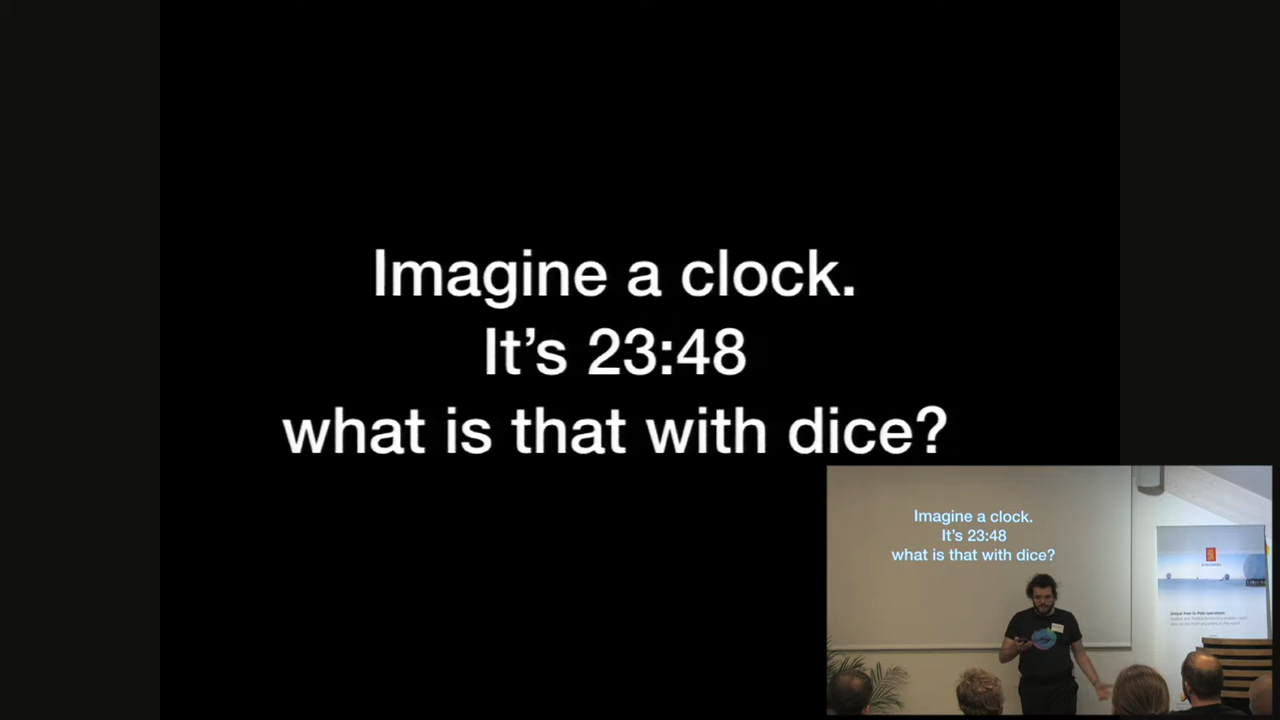 Imagine a clock.
It's 23:48
what is that with dice?
Imagine a clock.
It's 23:48
what is that with dice?